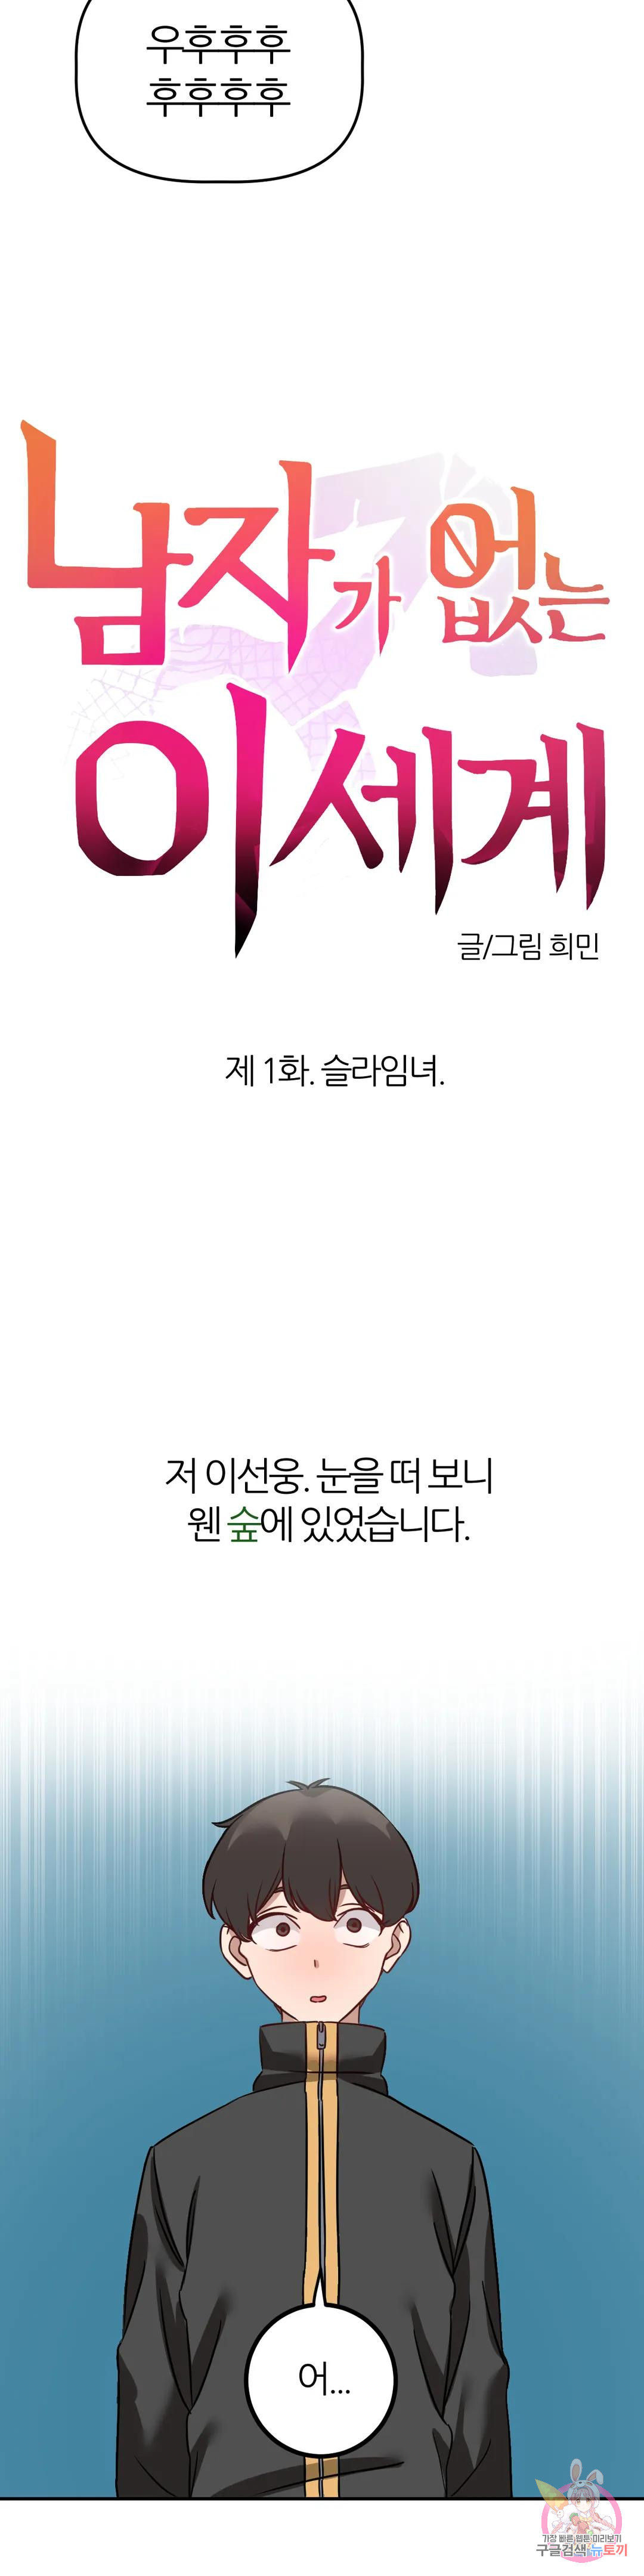 우후후후
후후후후
남자가 없는
이세계
글/그림 희민
제 1화. 슬라임녀.
저 이선웅. 눈을 떠 보니
웬 숲에 있었습니다.
어...
가장 빠른 웹툰 미리보기
구글검색 뉴토끼